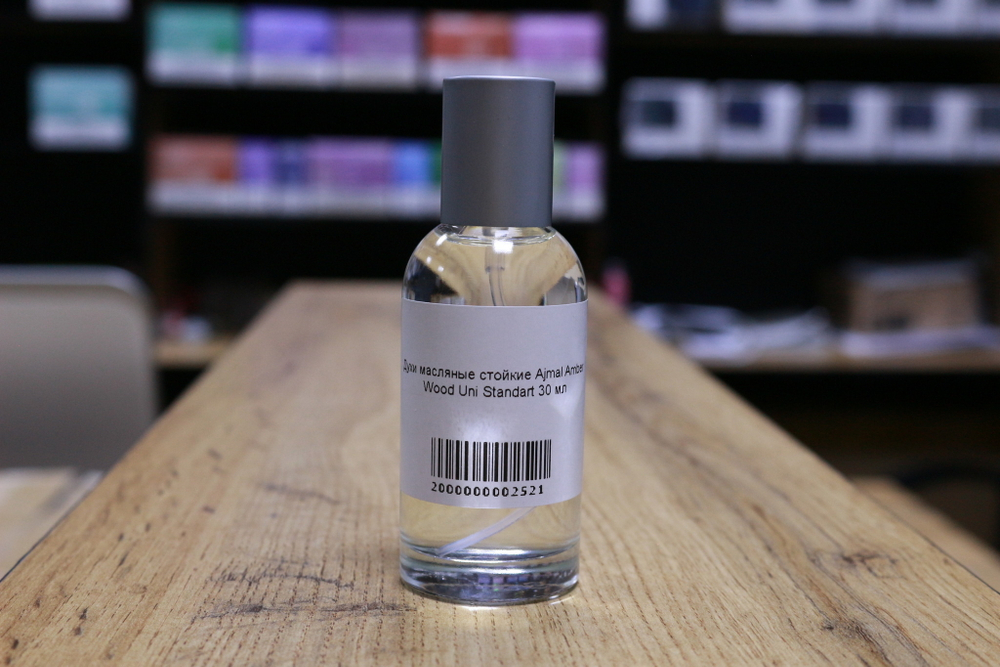 Духи масляные стойкие Ajmal Amber
Wood Uni Standart 30 мл
2000000002521